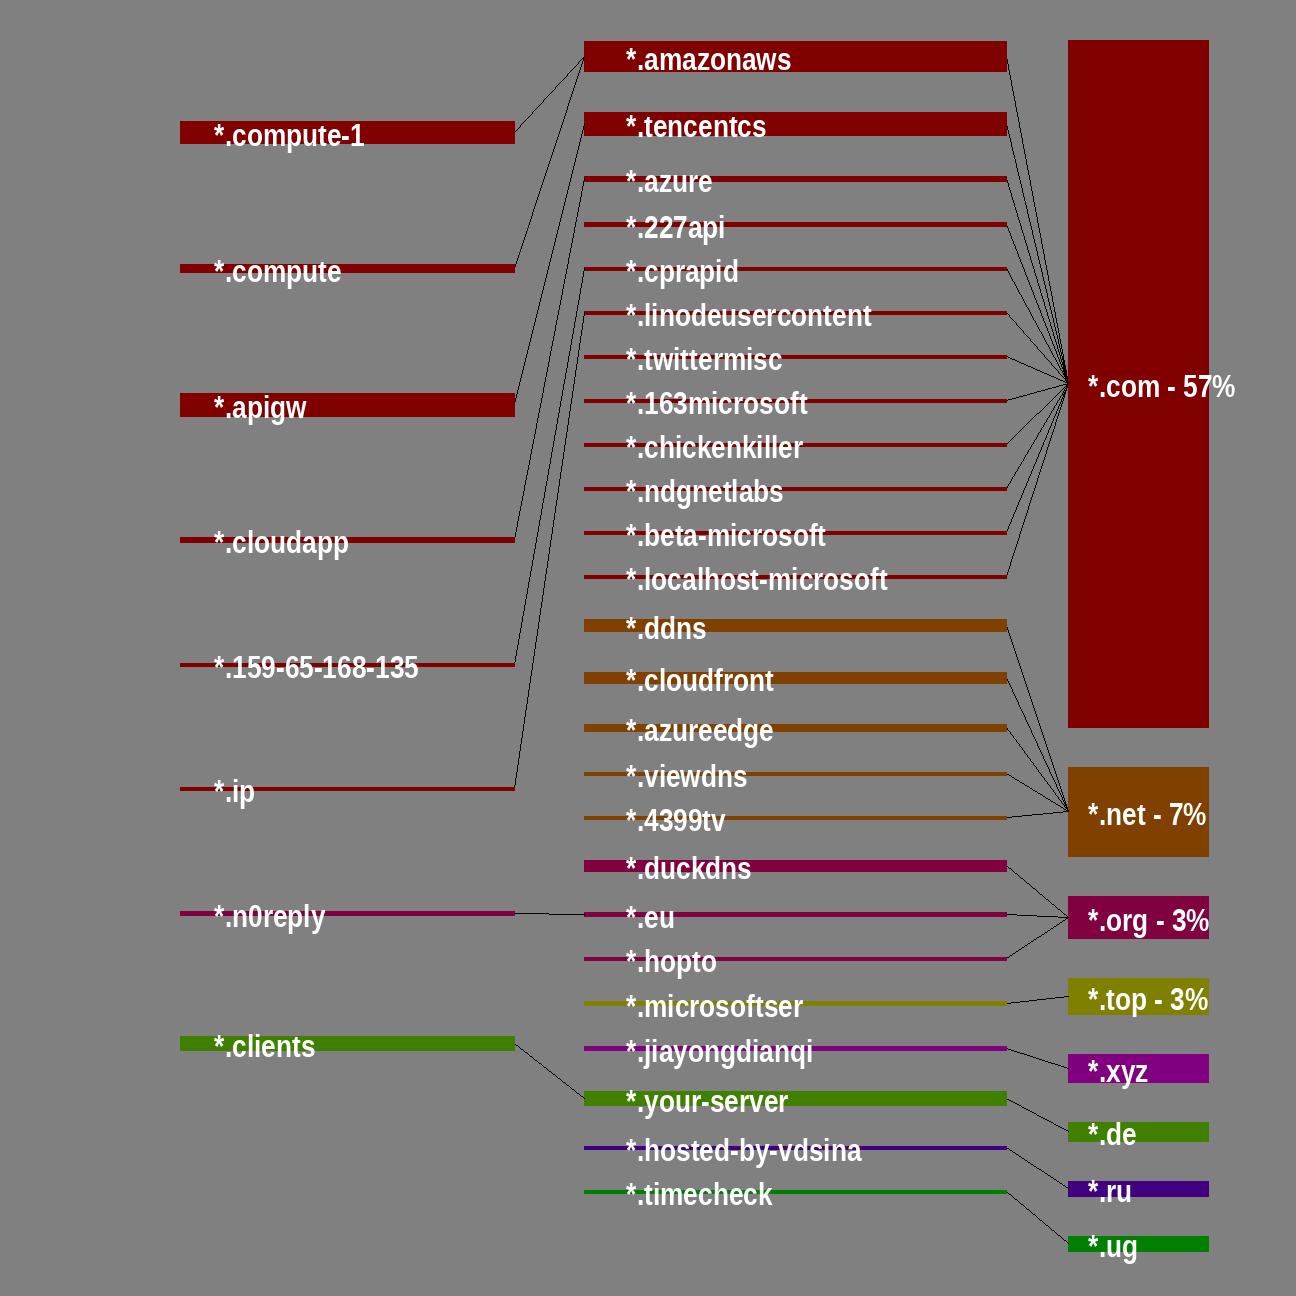 *.compute-1
*.compute
*.apigw
*.cloudapp
*.159-65-168-135
*.ip
*.n0reply
*.clients
*.amazonaws
*.tencentcs
*.azure
*.227api
*.cprapid
*.linodeusercontent
*.twittermisc
*.163microsoft
*.chickenkiller
*.ndgnetlabs
*.beta-microsoft
*.localhost-microsoft
*.ddns
*.cloudfront
*.azureedge
*.viewdns
*.4399tv
*.duckdns
*.eu
*.hopto
*.microsoftser
*.jiayongdianqi
*.your-server
*.hosted-by-vdsina
*.timecheck
*.com - 57%
*.net - 7%
*.org - 3%
*.top - 3%
*.xyz
*.de
*.ru
*.ug